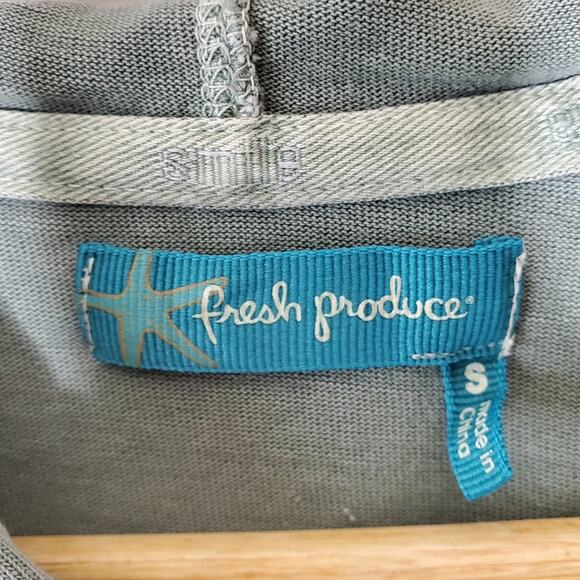 smile
fresh produce®
S
made in
China